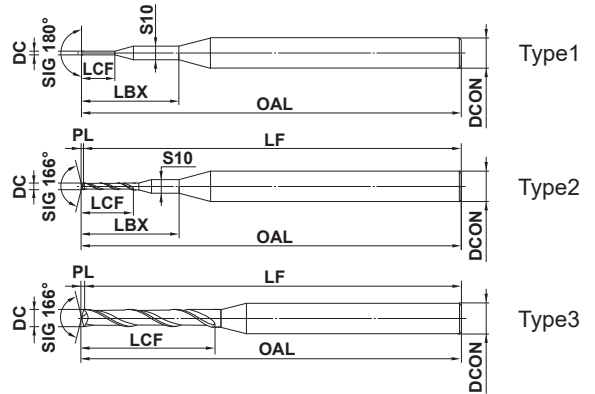 S10
DC
SIG 180°
LCF
LBX
OAL
DCON
Type1
PL
LF
S10
DC
SIG 166°
LCF
LBX
OAL
DCON
Type2
PL
LF
DC
SIG 166°
LCF
OAL
DCON
Type3